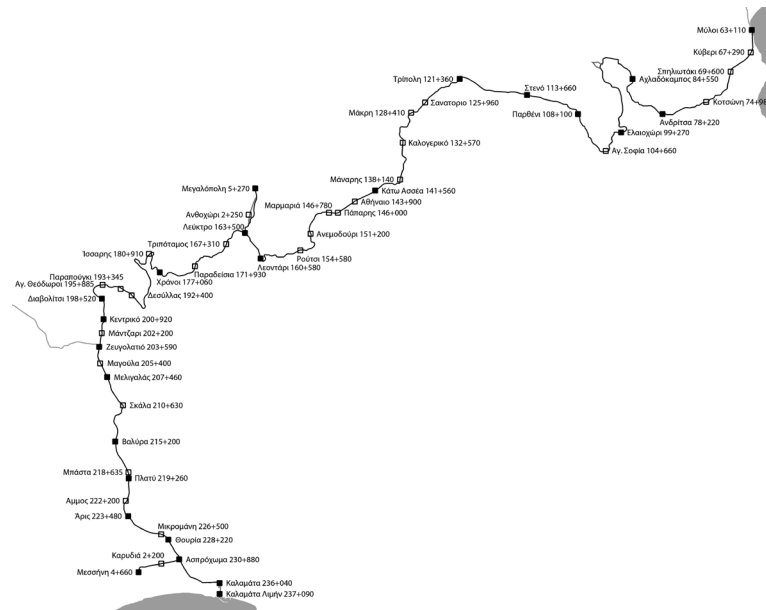 Μύλοι 63+110
Κύβερι 67+290
Σπηλιωτάκι 69+600
Αχλαδόκαμπος 84+550
Κοτσώνη 74+98
Ανδρίτσα 78+220
Ελαιοχώρι 99+270
Αγ. Σοφία 104+660
Παρθένι 108+100
Στενό 113+660
Τρίπολη 121+360
Σανατοριο 125+960
Μάκρη 128+410
Καλογερικό 132+570
Μάναρης 138+140
Κάτω Ασσέα 141+560
Αθήναιο 143+900
Μαρμαριά 146+780
Πάπαρης 146+000
Ανεμοδούρι 151+200
Ρούτσι 154+580
Λεοντάρι 160+580
Μεγαλόπολη 5+270
Ανθοχώρι 2+250
Λεύκτρο 163+500
Τριπόταμος 167+310
Παραδείσια 171+930
Χράνοι 177+060
Ίσσαρης 180+910
Δεσύλλας 192+400
Παραπούγκι 193+345
Αγ. Θεόδωροι 195+885
Διαβολίτσι 198+520
Κεντρικό 200+920
Μάντζαρι 202+200
Ζευγολατιό 203+590
Μαγούλα 205+400
Μελιγαλάς 207+460
Σκάλα 210+630
Βαλύρα 215+200
Μπάστα 218+635
Πλατύ 219+260
Αμμος 222+200
Άρις 223+480
Μικρομάνη 226+500
Θουρία 228+220
Καρυδιά 2+200
Ασπρόχωμα 230+880
Μεσσήνη 4+660
Καλαμάτα 236+040
Καλαμάτα Λιμήν 237+090